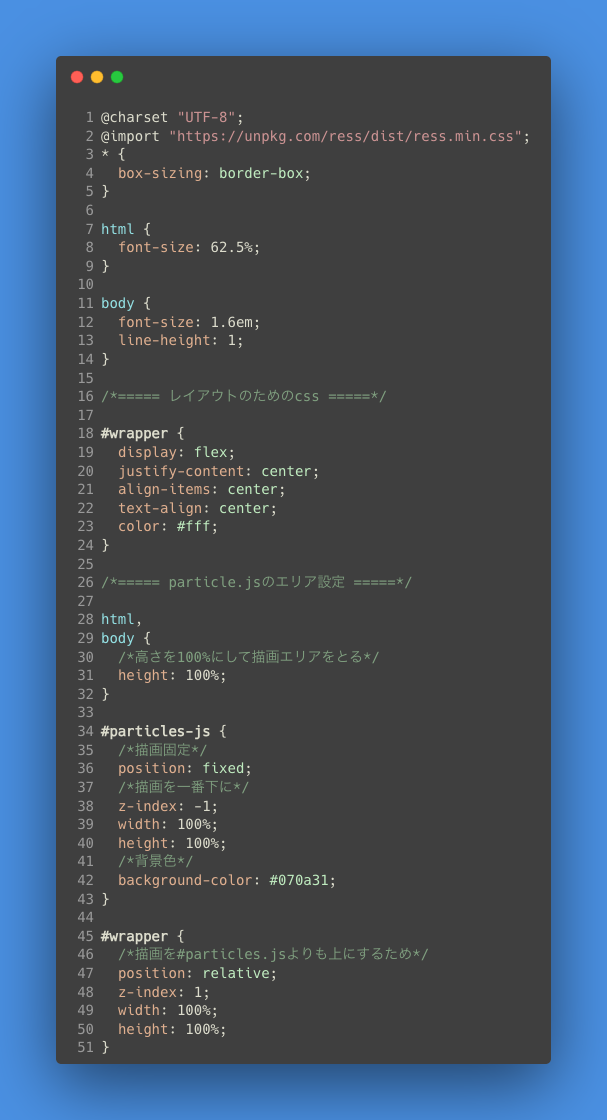 1 @charset "UTF-8";
2 @import "https://unpkg.com/ress/dist/ress.min.css";
3 * {
4   box-sizing: border-box;
5 }
6
7 html {
8   font-size: 62.5%;
9 }
10
11 body {
12   font-size: 1.6em;
13   line-height: 1;
14 }
15
16 /*===== レイアウトのためのcss =====*/
17
18 #wrapper {
19   display: flex;
20   justify-content: center;
21   align-items: center;
22   text-align: center;
23   color: #fff;
24 }
25
26 /*===== particle.jsのエリア設定 =====*/
27
28 html,
29 body {
30   /*高さを100%にして描画エリアをとる*/
31   height: 100%;
32 }
33
34 #particles-js {
35   /*描画固定*/
36   position: fixed;
37   /*描画を一番下に*/
38   z-index: -1;
39   width: 100%;
40   height: 100%;
41   /*背景色*/
42   background-color: #070a31;
43 }
44
45 #wrapper {
46   /*描画を#particles.jsよりも上にするため*/
47   position: relative;
48   z-index: 1;
49   width: 100%;
50   height: 100%;
51 }